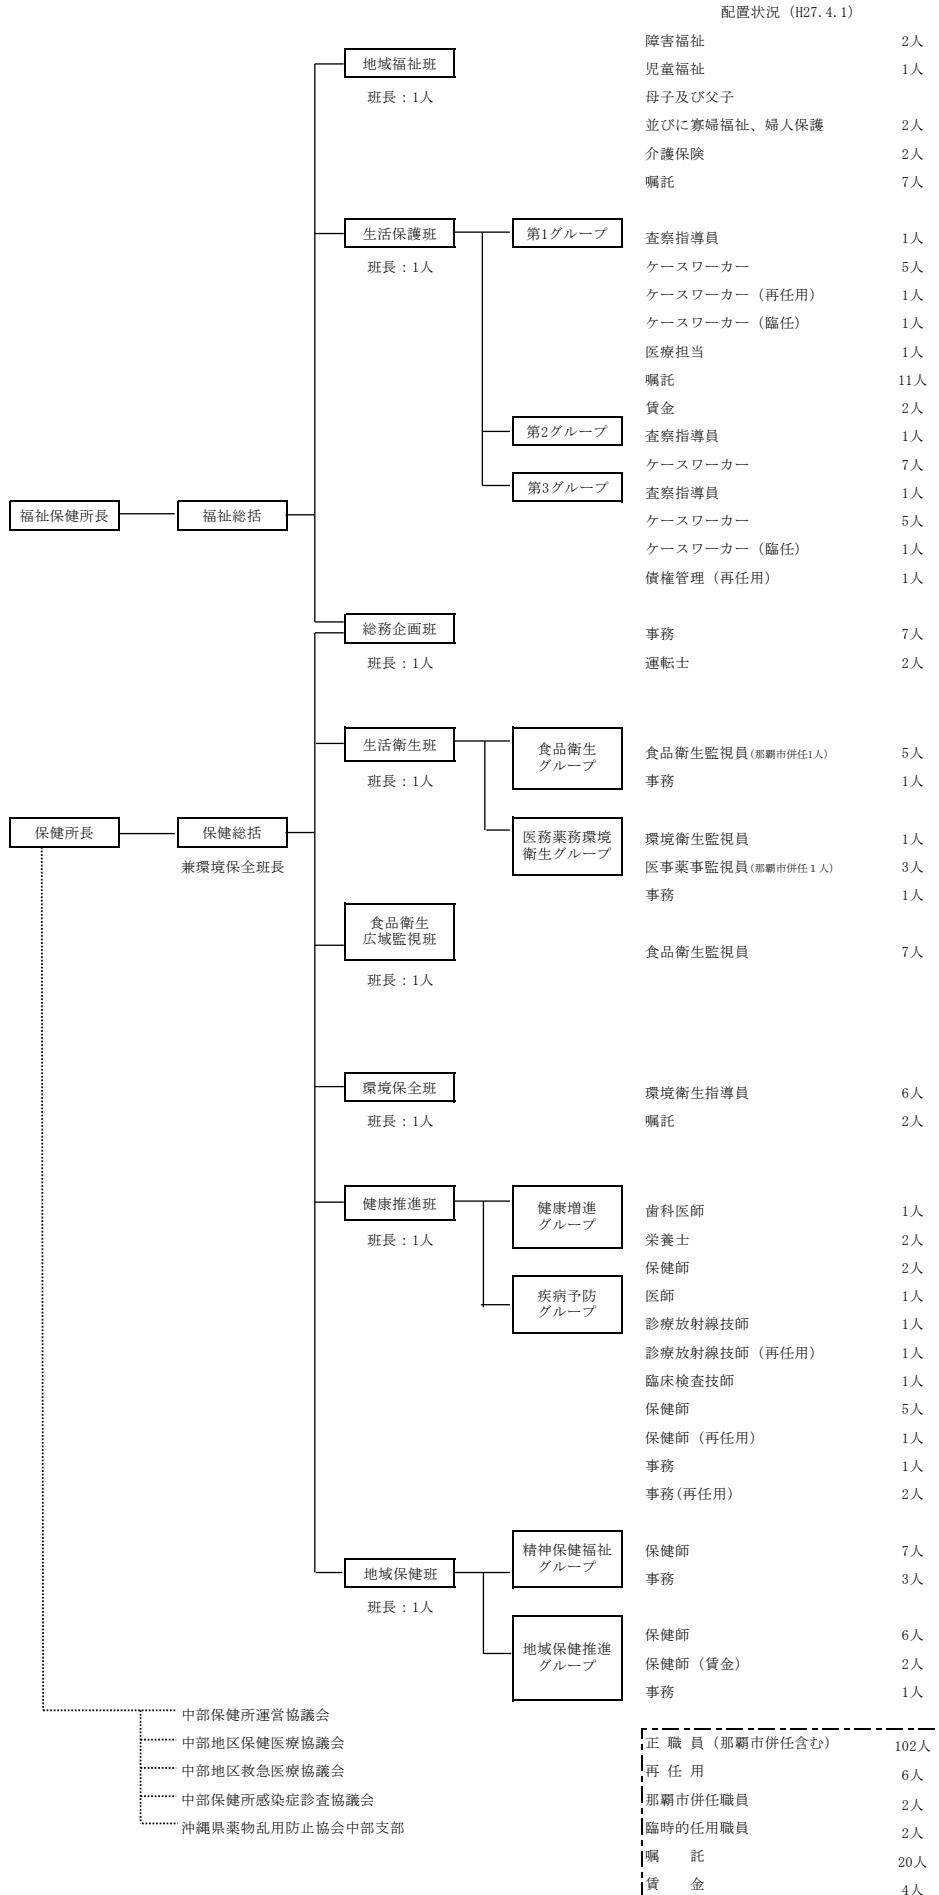 配置状況 (H27.4.1)
地域福祉班
班長：1人
障害福祉 2人
児童福祉 1人
母子及び父子
並びに寡婦福祉、婦人保護 2人
介護保険 2人
嘱託 7人
生活保護班
班長：1人
第1グループ
査察指導員 1人
ケースワーカー 5人
ケースワーカー（再任用） 1人
ケースワーカー（臨任） 1人
医療担当 1人
嘱託 11人
賃金 2人
第2グループ
査察指導員 1人
ケースワーカー 7人
第3グループ
査察指導員 1人
ケースワーカー 5人
ケースワーカー（臨任） 1人
債権管理（再任用） 1人
福祉保健所長
福祉総括
総務企画班
班長：1人
事務 7人
運転士 2人
生活衛生班
班長：1人
食品衛生
グループ
食品衛生監視員(那覇市併任1人) 5人
事務 1人
保健所長
保健総括
兼環境保全班長
医務薬務環境
衛生グループ
環境衛生監視員 1人
医事薬事監視員(那覇市併任１人) 3人
事務 1人
食品衛生
広域監視班
班長：1人
食品衛生監視員 7人
環境保全班
班長：1人
環境衛生指導員 6人
嘱託 2人
健康推進班
班長：1人
健康増進
グループ
歯科医師 1人
栄養士 2人
保健師 2人
疾病予防
グループ
医師 1人
診療放射線技師 1人
診療放射線技師（再任用） 1人
臨床検査技師 1人
保健師 5人
保健師（再任用） 1人
事務 1人
事務(再任用) 2人
地域保健班
班長：1人
精神保健福祉
グループ
保健師 7人
事務 3人
地域保健推進
グループ
保健師 6人
保健師（賃金） 2人
事務 1人
中部保健所運営協議会
中部地区保健医療協議会
中部地区救急医療協議会
中部保健所感染症診査協議会
沖縄県薬物乱用防止協会中部支部
正 職 員（那覇市併任含む） 102人
再 任 用 6人
那覇市併任職員 2人
臨時的任用職員 2人
嘱 託 20人
賃 金 4人